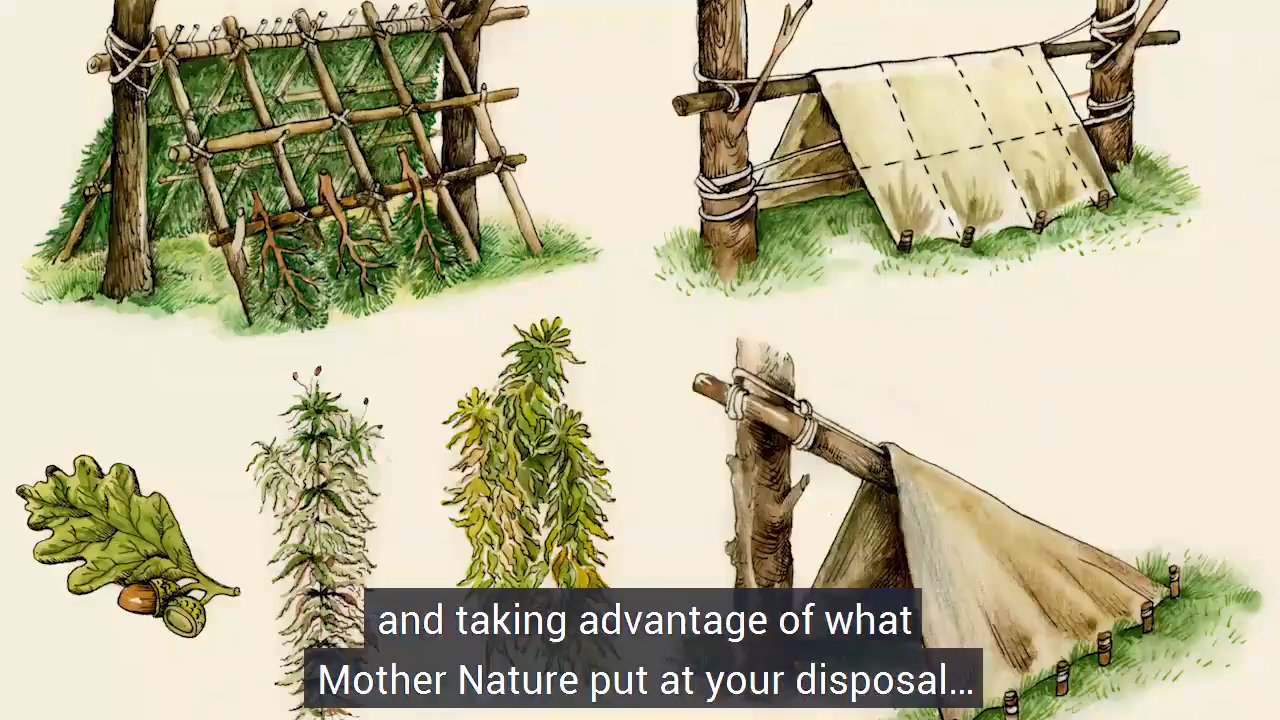 and taking advantage of what
Mother Nature put at your disposal...